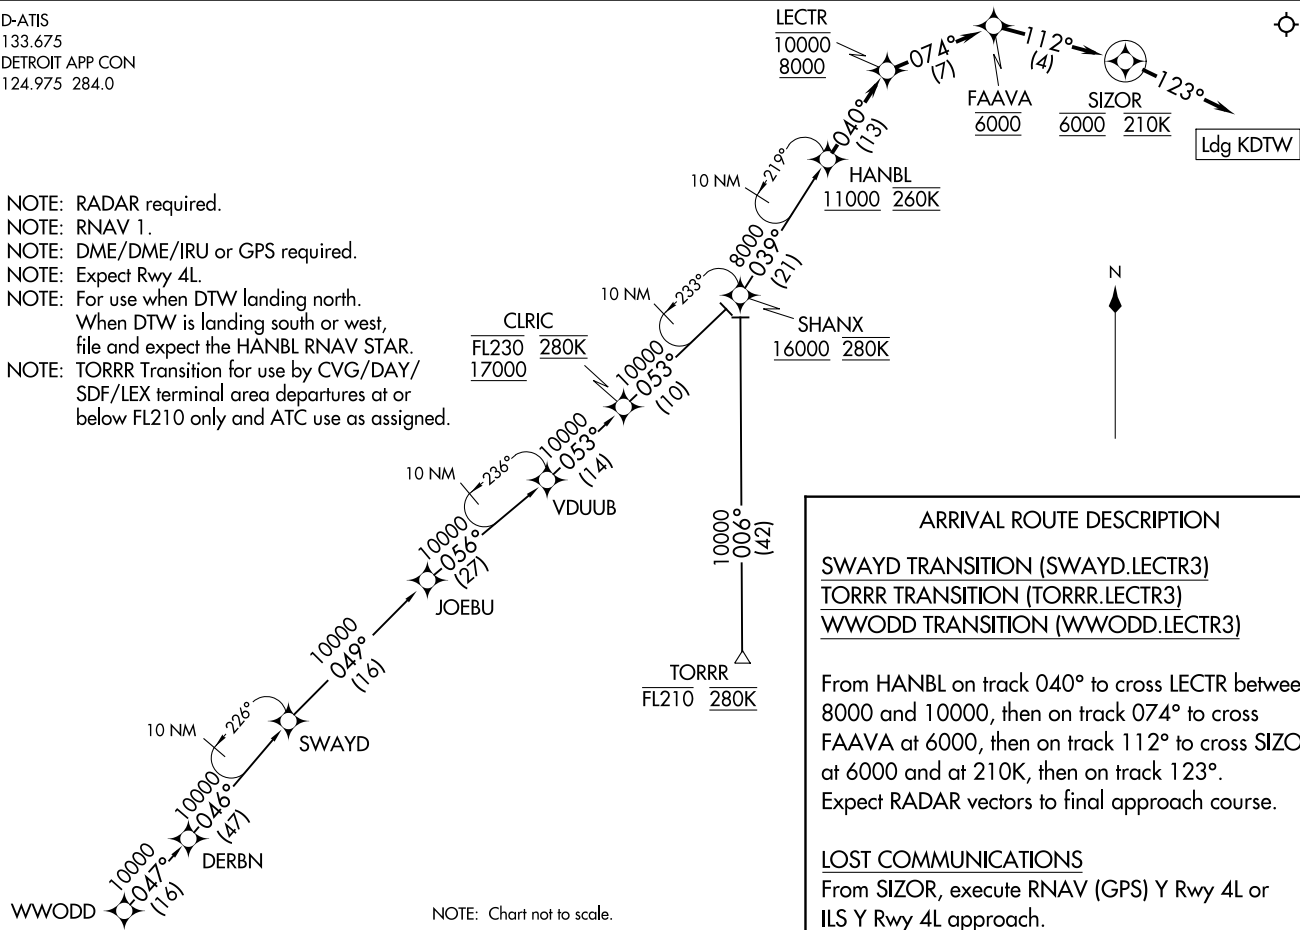 D-ATIS
133.675
DETROIT APP CON
124.975 284.0
NOTE: RADAR required.
NOTE: RNAV 1.
NOTE: DME/DME/IRU or GPS required.
NOTE: Expect Rwy 4L.
NOTE: For use when DTW landing north.
When DTW is landing south or west,
file and expect the HANBL RNAV STAR.
NOTE: TORRR Transition for use by CVG/DAY/
SDF/LEX terminal area departures at or
below FL210 only and ATC use as assigned.
LECTR
10000
8000
074°
(7)
FAAVA
6000
112°
(4)
SIZOR
6000 210K
123°
Ldg KDTW
040°
(13)
HANBL
11000 260K
10 NM
219°
8000
039°
(21)
N
10 NM
233°
SHANX
16000 280K
CLRIC
FL230 280K
17000
10000
053°
(10)
10000
053°
(14)
10 NM
236°
VDUUB
10000
056°
(27)
JOEBU
10000
006°
(42)
TORRR
FL210 280K
10000
049°
(16)
10 NM
226°
SWAYD
10000
046°
(47)
DERBN
10000
047°
(16)
WWODD
NOTE: Chart not to scale.
ARRIVAL ROUTE DESCRIPTION
SWAYD TRANSITION (SWAYD.LECTR3)
TORRR TRANSITION (TORRR.LECTR3)
WWODD TRANSITION (WWODD.LECTR3)
From HANBL on track 040° to cross LECTR betwee
8000 and 10000, then on track 074° to cross
FAAVA at 6000, then on track 112° to cross SIZO
at 6000 and at 210K, then on track 123°.
Expect RADAR vectors to final approach course.
LOST COMMUNICATIONS
From SIZOR, execute RNAV (GPS) Y Rwy 4L or
ILS Y Rwy 4L approach.